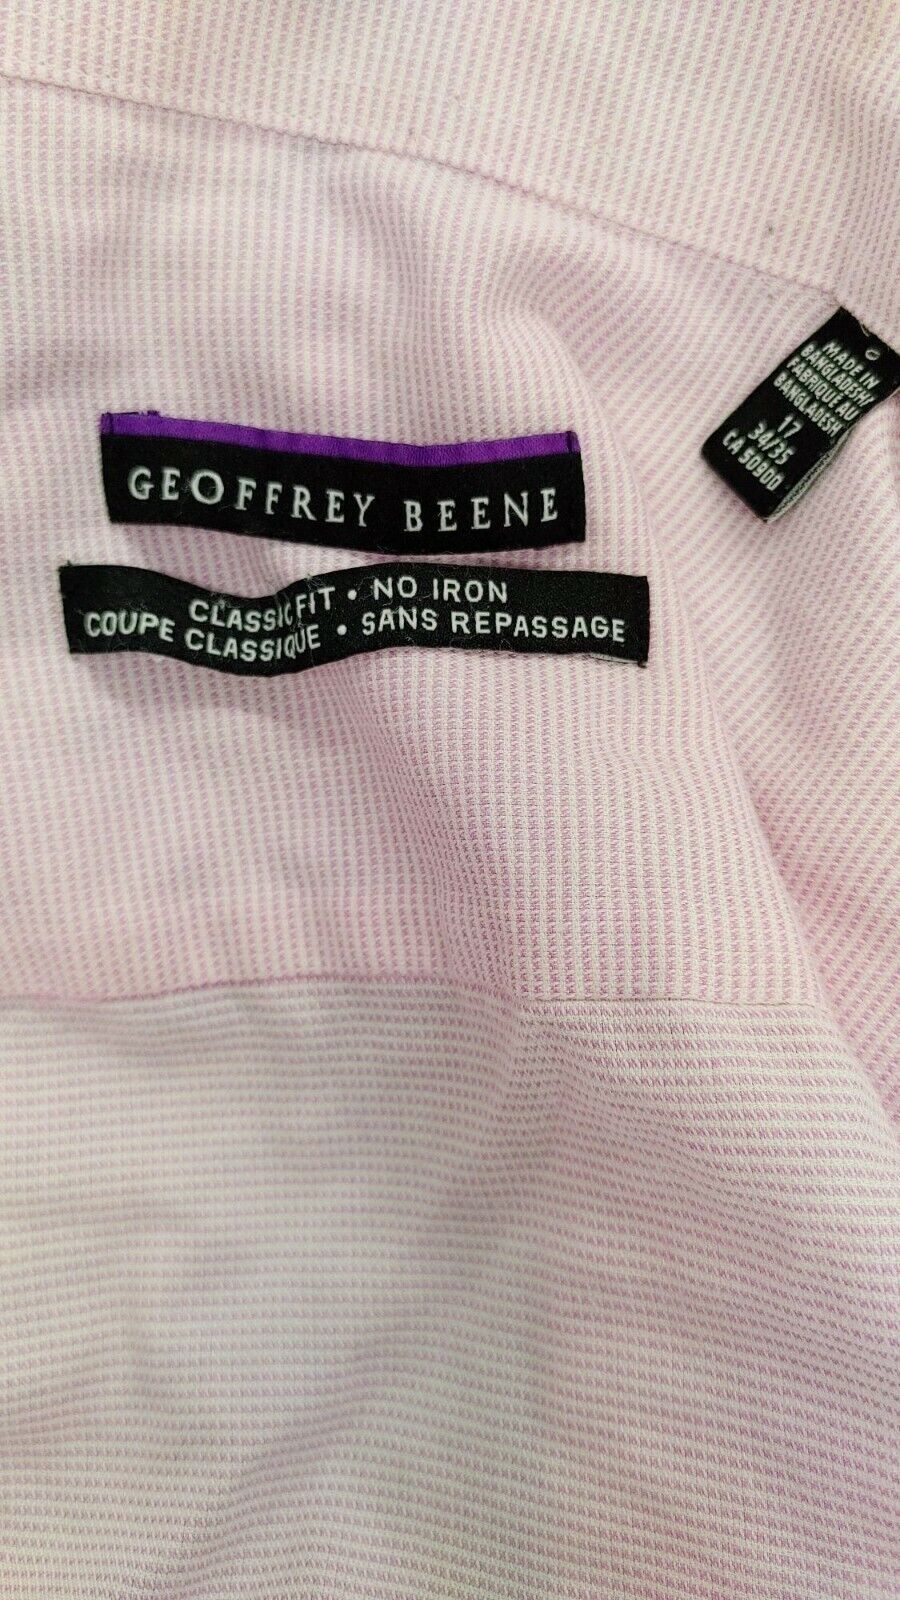 GEOFFREY BEENE
CLASSIC FIT • NO IRON
COUPE CLASSIQUE • SANS REPASSAGE
MADE IN
BANGLADESH/
FABRIQUE AU
BANGLADESH
17
34/35
CA 50900